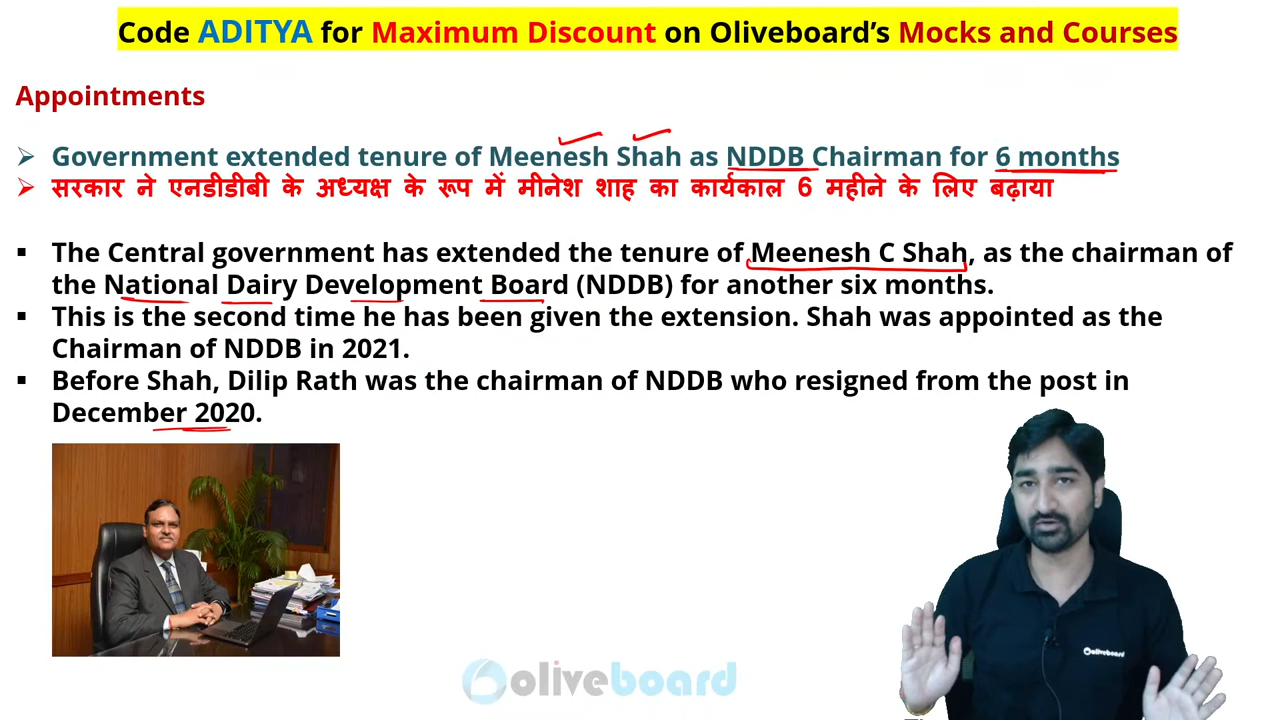 Code ADITYA for Maximum Discount on Oliveboard’s Mocks and Courses
Appointments
➢ Government extended tenure of Meenesh Shah as NDDB Chairman for 6 months
➢ सरकार ने एनडीडीबी के अध्यक्ष के रूप में मीनेश शाह का कार्यकाल 6 महीने के लिए बढ़ाया
▪ The Central government has extended the tenure of Meenesh C Shah, as the chairman of
the National Dairy Development Board (NDDB) for another six months.
▪ This is the second time he has been given the extension. Shah was appointed as the
Chairman of NDDB in 2021.
▪ Before Shah, Dilip Rath was the chairman of NDDB who resigned from the post in
December 2020.
oliveboard
oliveboard